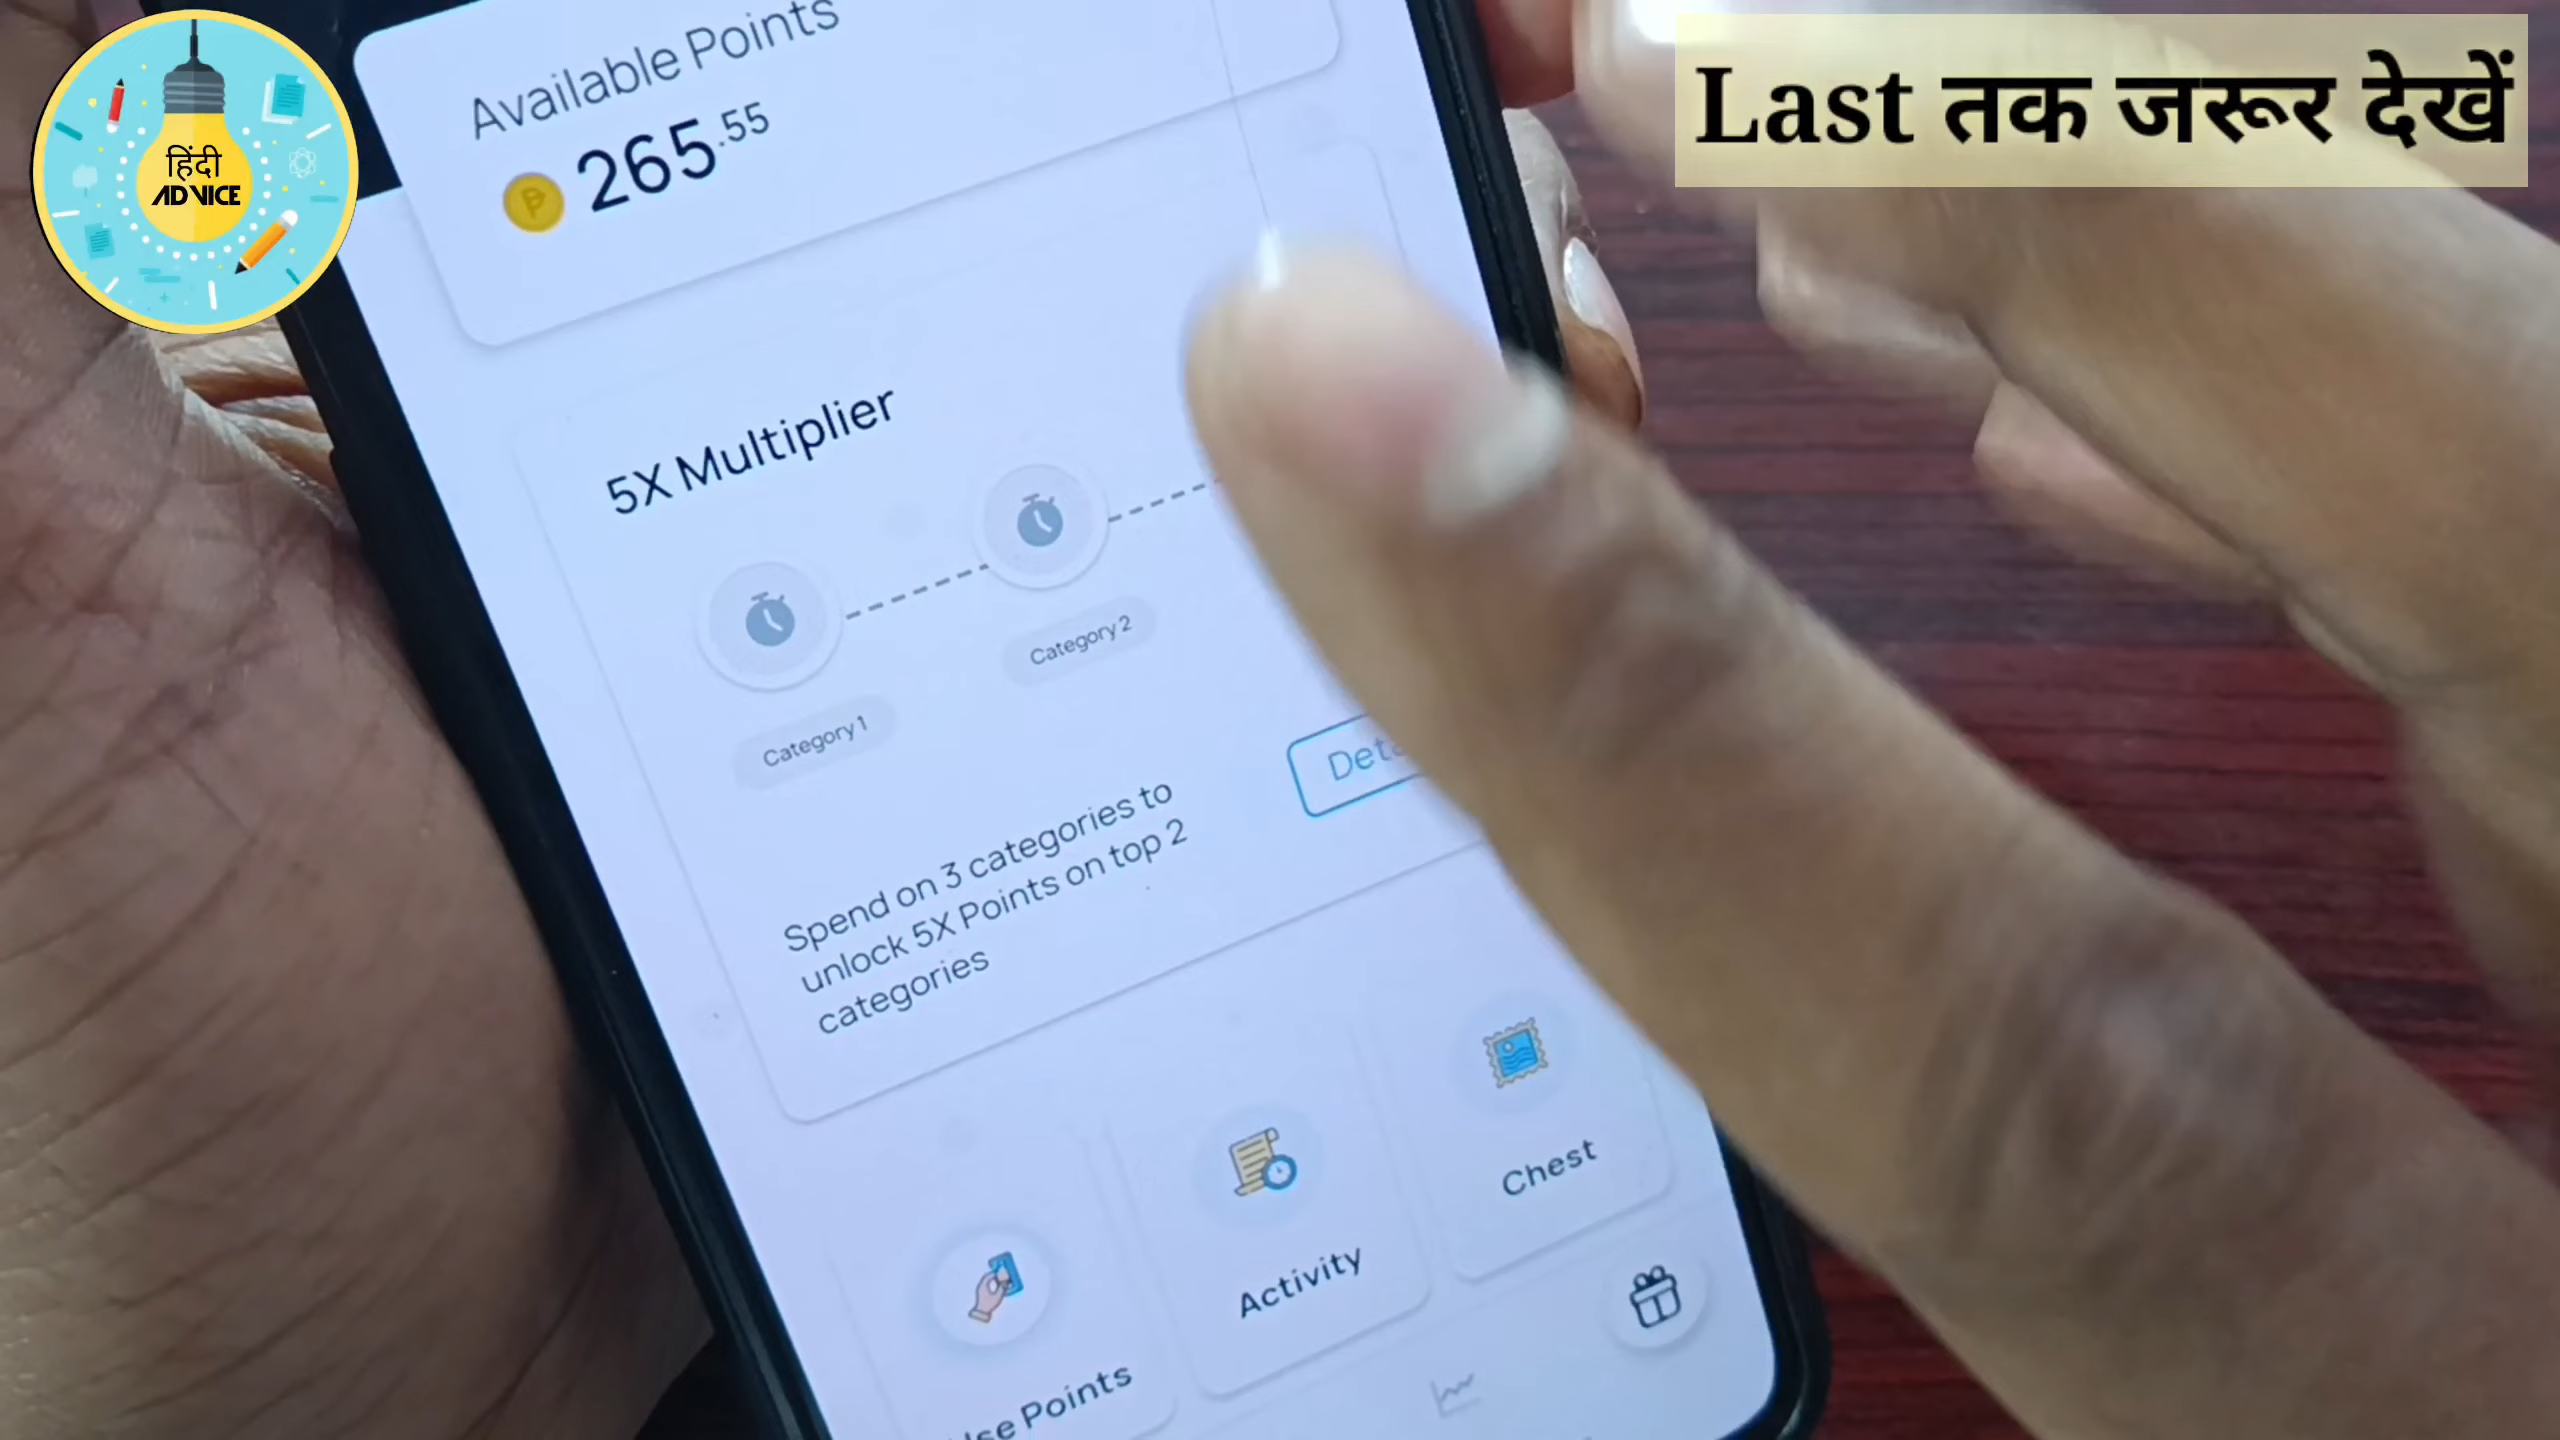 हिंदी
ADVICE
Last तक जरूर देखें
Available Points
265.55
5X Multiplier
Category 1
Category 2
Spend on 3 categories to
unlock 5X Points on top 2
categories
Points
Activity
Chest